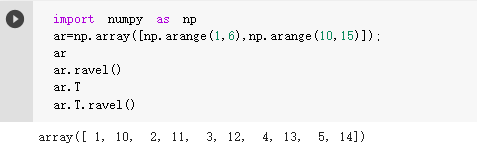 import numpy as np
ar=np.array([np.arange(1,6),np.arange(10,15)]);
ar
ar.ravel()
ar.T
ar.T.ravel()
array([ 1, 10,  2, 11,  3, 12,  4, 13,  5, 14])